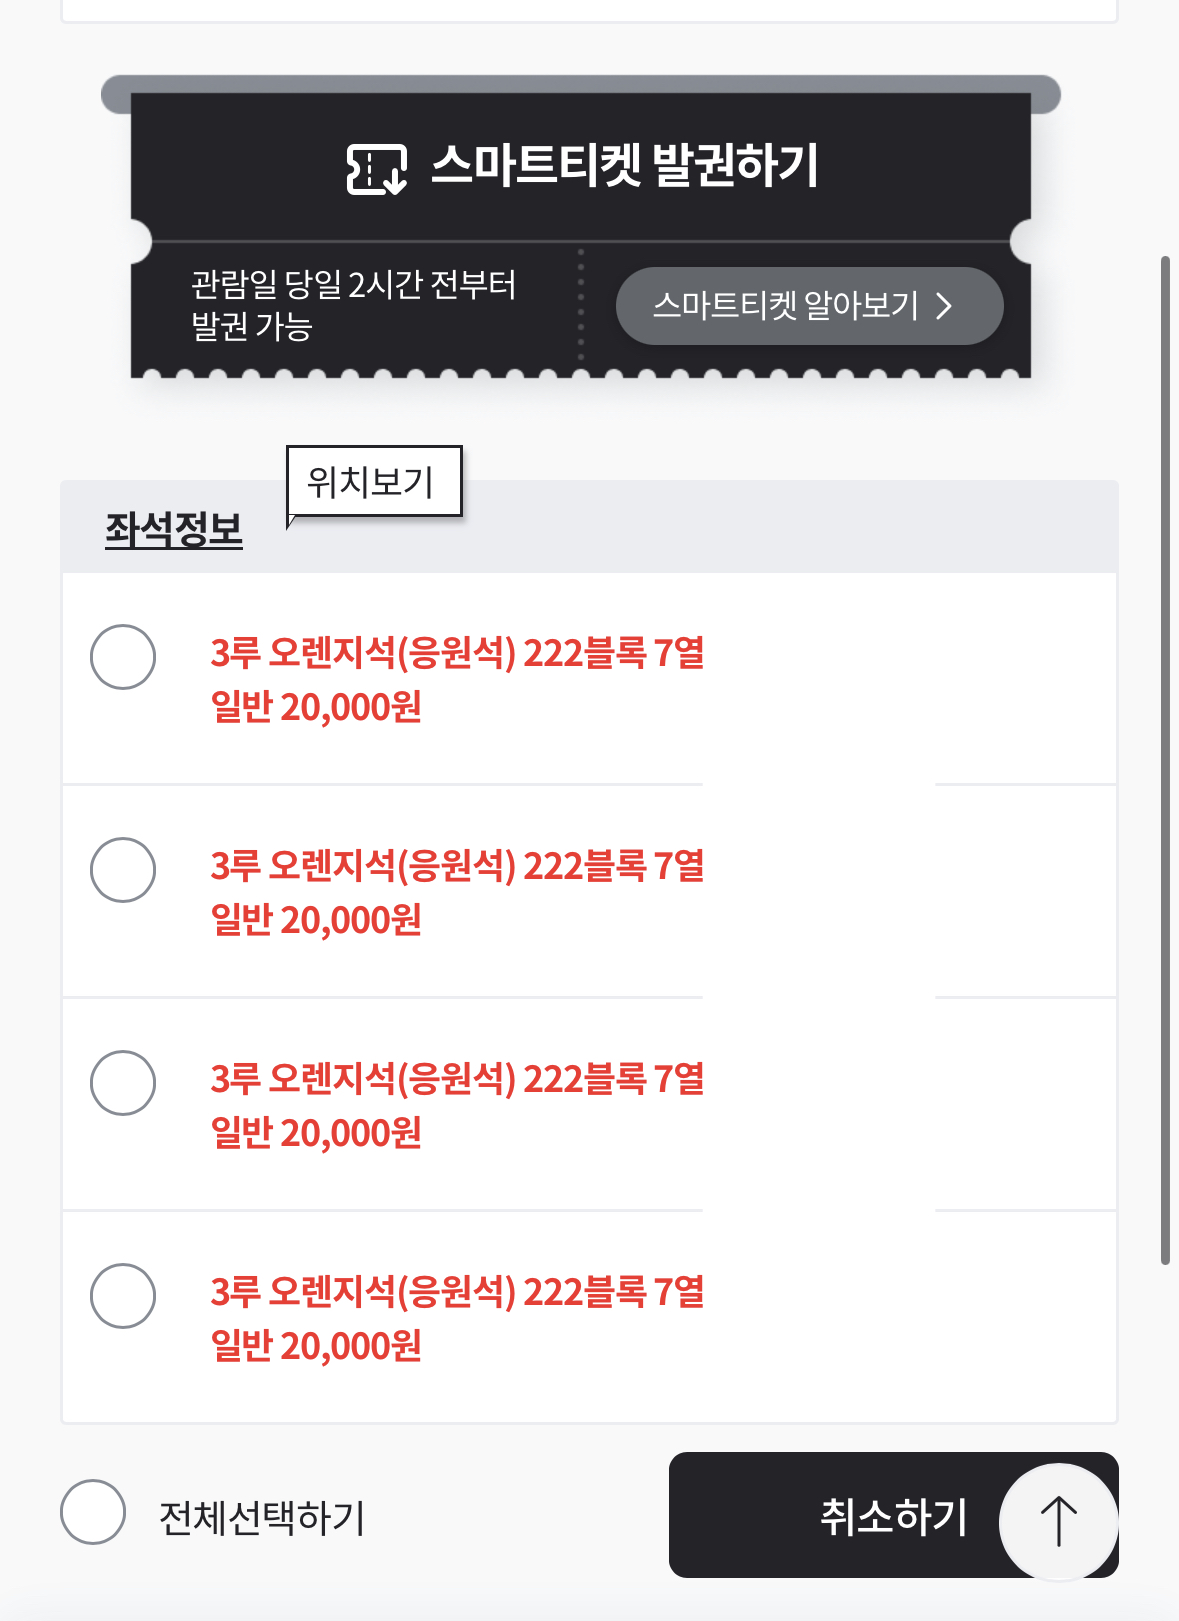 스마트티켓 발권하기
관람일 당일 2시간 전부터
발권 가능
스마트티켓 알아보기
위치보기
좌석정보
3루 오렌지석(응원석) 222블록 7열
일반 20,000원
3루 오렌지석(응원석) 222블록 7열
일반 20,000원
3루 오렌지석(응원석) 222블록 7열
일반 20,000원
3루 오렌지석(응원석) 222블록 7열
일반 20,000원
전체선택하기
취소하기